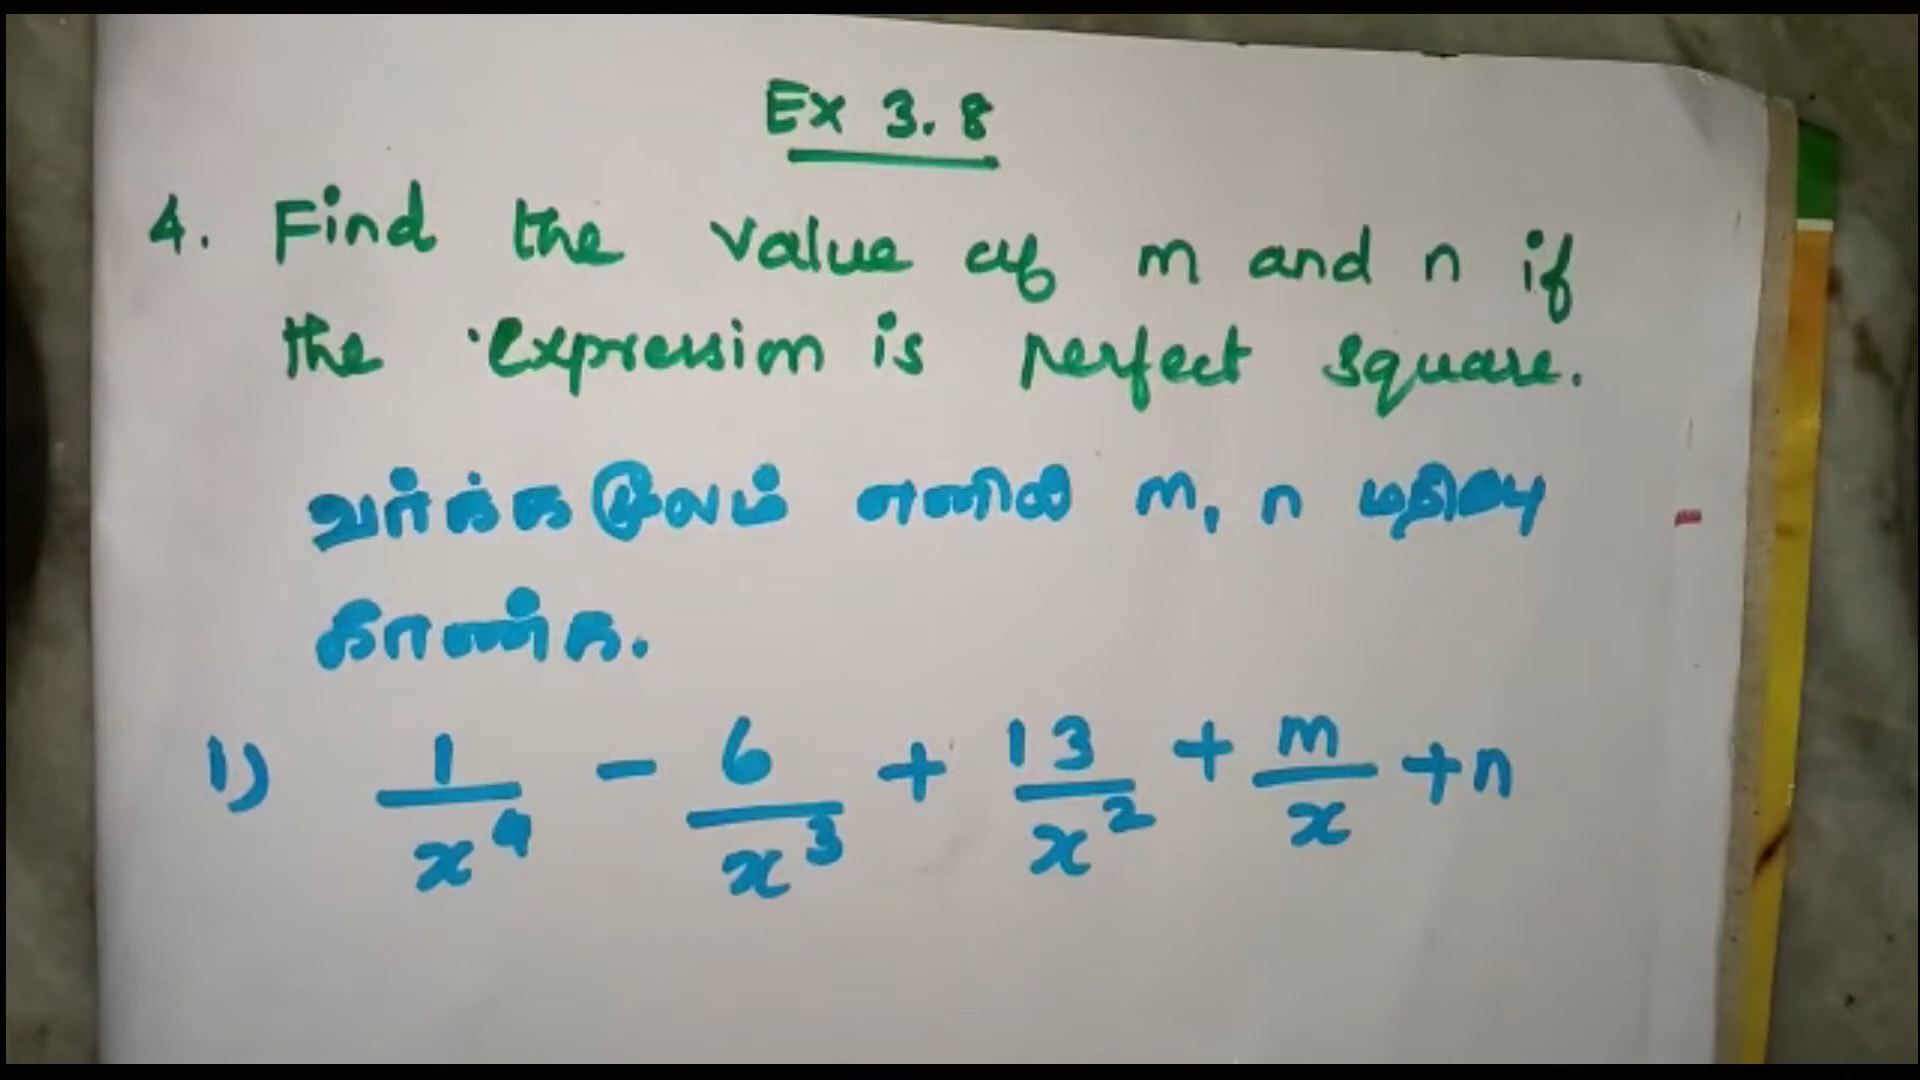 Ex 3.8
4. Find the value of m and n if
the expression is perfect square.
வர்க்கமூலம் எனில் m, n மதிப்பு
காண்க.
1) 1/x⁴ - 6/x³ + 13/x² + m/x + n